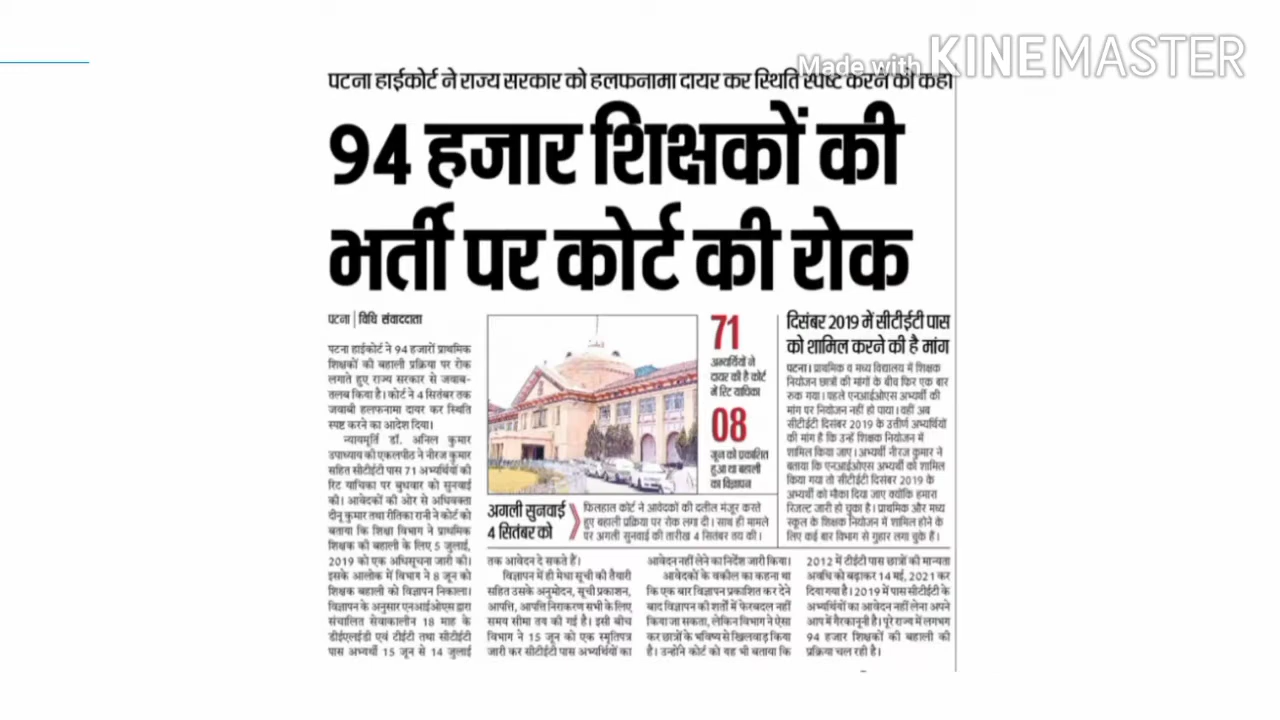 Made with KINEMASTER
पटना हाईकोर्ट ने राज्य सरकार को हलफनामा दायर कर स्थिति स्पष्ट करने को कहा
94 हजार शिक्षकों की
भर्ती पर कोर्ट की रोक
पटना | विधि संवाददाता
पटना हाईकोर्ट ने 94 हजारों प्राथमिक
शिक्षकों की बहाली प्रक्रिया पर रोक
लगाते हुए राज्य सरकार से जवाब-
तलब किया है। कोर्ट ने 4 सितंबर तक
जवाबी हलफनामा दायर कर स्थिति
स्पष्ट करने का आदेश दिया।
न्यायमूर्ति डॉ. अनिल कुमार
उपाध्याय की एकलपीठ ने नीरज कुमार
सहित सीटीईटी पास 71 अभ्यर्थियों की
रिट याचिका पर बुधवार को सुनवाई
की। आवेदकों की ओर से अधिवक्ता
दीनू कुमार तथा रीतिका रानी ने कोर्ट को
बताया कि शिक्षा विभाग ने प्राथमिक
शिक्षक की बहाली के लिए 5 जुलाई,
2019 को एक अधिसूचना जारी की।
इसके आलोक में विभाग ने 8 जून को
शिक्षक बहाली का विज्ञापन निकाला।
विज्ञापन के अनुसार एनआईओएस द्वारा
संचालित सेवाकालीन 18 माह के
डीईएलईडी एवं टीईटी तथा सीटीईटी
पास अभ्यर्थी 15 जून से 14 जुलाई
71
अभ्यर्थियों ने
दायर की है कोर्ट
में रिट याचिका
08
जून को प्रकाशित
हुआ था बहाली
का विज्ञापन
अगली सुनवाई
4 सितंबर को
फिलहाल कोर्ट ने आवेदकों की दलील मंजूर करते
हुए बहाली प्रक्रिया पर रोक लगा दी। साथ ही मामले
पर अगली सुनवाई की तारीख 4 सितंबर तय की।
तक आवेदन दे सकते हैं।
विज्ञापन में ही मेधा सूची की तैयारी
सहित उसके अनुमोदन, सूची प्रकाशन,
आपत्ति, आपत्ति निराकरण सभी के लिए
समय सीमा तय की गई है। इसी बीच
विभाग ने 15 जून को एक स्मृतिपत्र
जारी कर सीटीईटी पास अभ्यर्थियों का
आवेदन नहीं लेने का निर्देश जारी किया।
आवेदकों के वकील का कहना था
कि एक बार विज्ञापन प्रकाशित कर देने
बाद विज्ञापन की शर्तों में फेरबदल नहीं
किया जा सकता, लेकिन विभाग ने ऐसा
कर छात्रों के भविष्य से खिलवाड़ किया
है। उन्होंने कोर्ट को यह भी बताया कि
2012 में टीईटी पास छात्रों की मान्यता
अवधि को बढ़ाकर 14 मई, 2021 कर
दिया गया है। 2019 में पास सीटीईटी के
अभ्यर्थियों का आवेदन नहीं लेना अपने
आप में गैरकानूनी है। पूरे राज्य में लगभग
94 हजार शिक्षकों की बहाली की
प्रक्रिया चल रही है।
दिसंबर 2019 में सीटीईटी पास
को शामिल करने की है मांग
पटना। प्राथमिक व मध्य विद्यालय में शिक्षक
नियोजन छात्रों की मांगों के बीच फिर एक बार
रुक गया। पहले एनआईओएस अभ्यर्थी की
मांग पर नियोजन नहीं हो पाया। वहीं अब
सीटीईटी दिसंबर 2019 के उत्तीर्ण अभ्यर्थियों
की मांग है कि उन्हें शिक्षक नियोजन में
शामिल किया जाए। अभ्यर्थी नीरज कुमार ने
बताया कि एनआईओएस अभ्यर्थी को शामिल
किया गया तो सीटीईटी दिसंबर 2019 के
अभ्यर्थी को मौका दिया जाए क्योंकि हमारा
रिजल्ट जारी हो चुका है। प्राथमिक और मध्य
स्कूल के शिक्षक नियोजन में शामिल होने के
लिए कई बार विभाग से गुहार लगा चुके हैं।